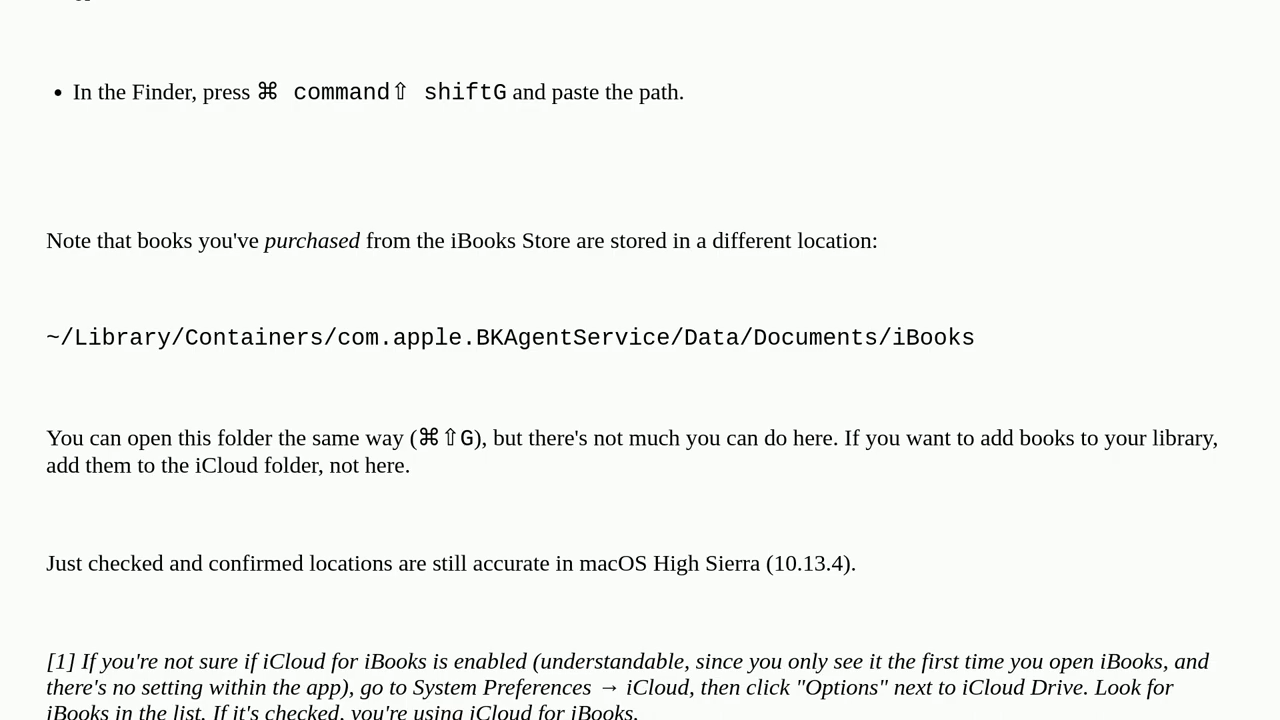 • In the Finder, press ⌘ command⇧ shiftG and paste the path.
Note that books you've purchased from the iBooks Store are stored in a different location:
~/Library/Containers/com.apple.BKAgentService/Data/Documents/iBooks
You can open this folder the same way (⌘⇧G), but there's not much you can do here. If you want to add books to your library,
add them to the iCloud folder, not here.
Just checked and confirmed locations are still accurate in macOS High Sierra (10.13.4).
[1] If you're not sure if iCloud for iBooks is enabled (understandable, since you only see it the first time you open iBooks, and
there's no setting within the app), go to System Preferences → iCloud, then click "Options" next to iCloud Drive. Look for
iBooks in the list. If it's checked, you're using iCloud for iBooks.